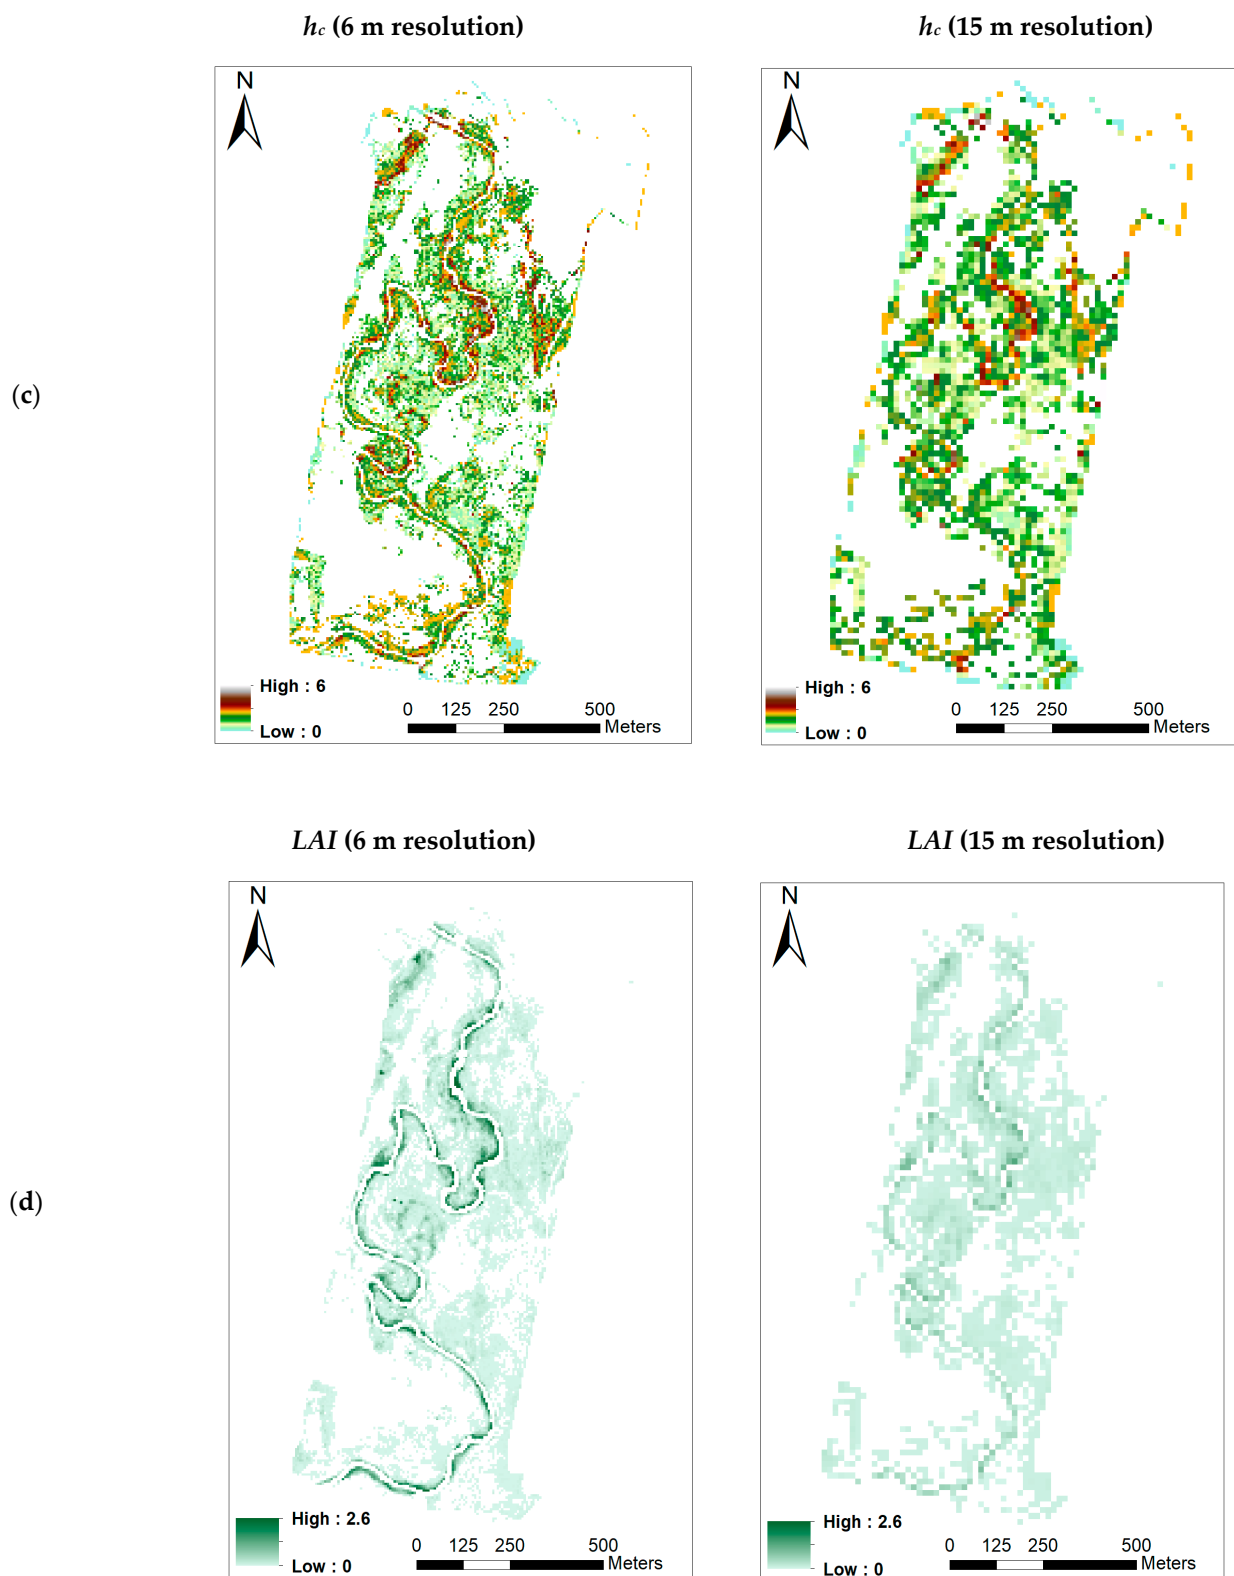 hc (6 m resolution)
hc (15 m resolution)
(c)
N
High : 6
Low : 0
0 125 250 500
Meters
N
High : 6
Low : 0
0 125 250 500
Meters
LAI (6 m resolution)
LAI (15 m resolution)
(d)
N
High : 2.6
Low : 0
0 125 250 500
Meters
N
High : 2.6
Low : 0
0 125 250 500
Meters